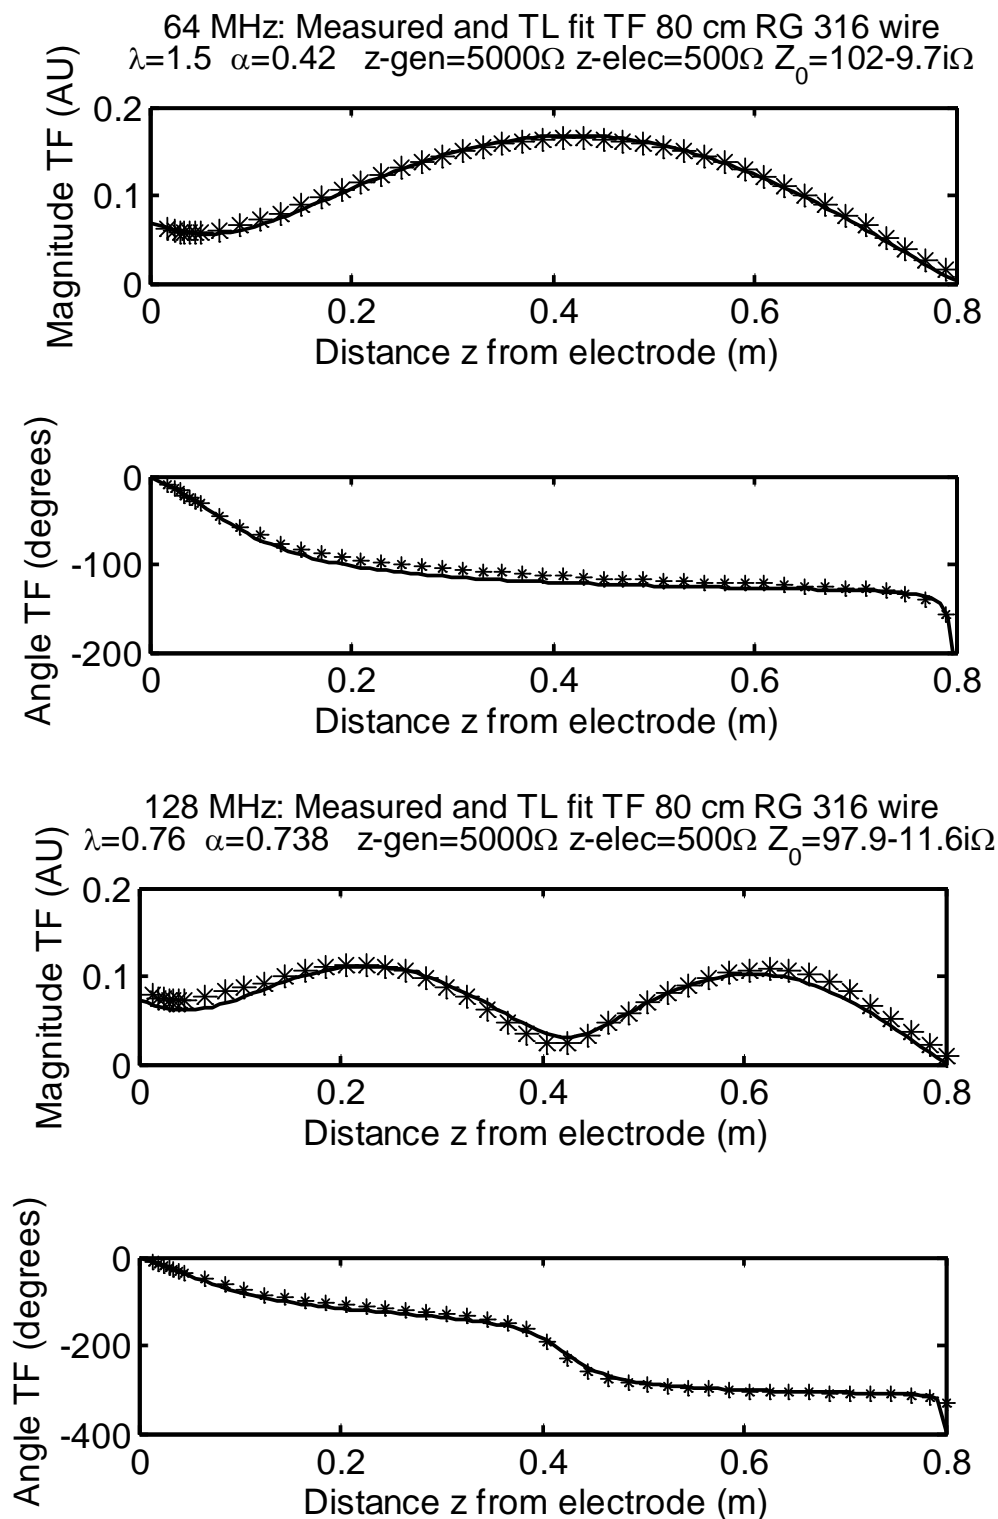 64 MHz: Measured and TL fit TF 80 cm RG 316 wire
λ=1.5 α=0.42 z-gen=5000Ω z-elec=500Ω Z0=102-9.7iΩ
Magnitude TF (AU)
0.2
0.1
0
0 0.2 0.4 0.6 0.8
Distance z from electrode (m)
Angle TF (degrees)
0
-100
-200
0 0.2 0.4 0.6 0.8
Distance z from electrode (m)
128 MHz: Measured and TL fit TF 80 cm RG 316 wire
λ=0.76 α=0.738 z-gen=5000Ω z-elec=500Ω Z0=97.9-11.6iΩ
Magnitude TF (AU)
0.2
0.1
0
0 0.2 0.4 0.6 0.8
Distance z from electrode (m)
Angle TF (degrees)
0
-200
-400
0 0.2 0.4 0.6 0.8
Distance z from electrode (m)